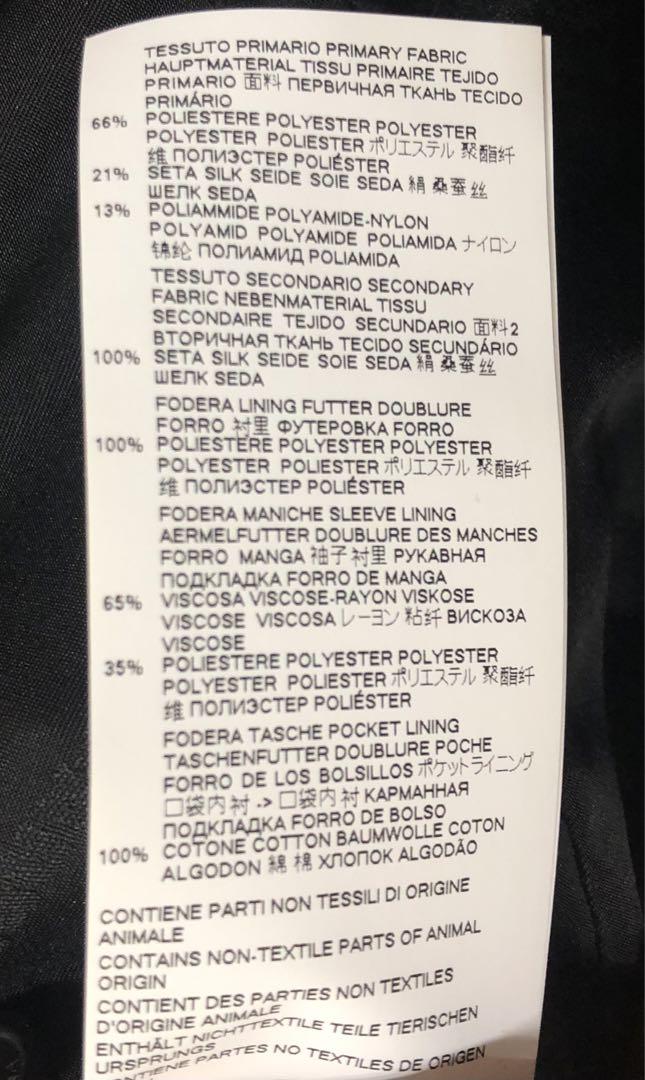 TESSUTO PRIMARIO PRIMARY FABRIC
HAUPTMATERIAL TISSU PRIMAIRE TEJIDO
PRIMARIO 面料 ПЕРВИЧНАЯ ТКАНЬ TECIDO
PRIMÁRIO
66% POLIESTERE POLYESTER POLYESTER
POLYESTER POLIESTER ポリエステル 聚酯纤
维 ПОЛИЭСТЕР POLIÉSTER
21% SETA SILK SEIDE SOIE SEDA 絹 桑蚕丝
ШЕЛК SEDA
13% POLIAMMIDE POLYAMIDE-NYLON
POLYAMID POLYAMIDE POLIAMIDA ナイロン
锦纶 ПОЛИАМИД POLIAMIDA
TESSUTO SECONDARIO SECONDARY
FABRIC NEBENMATERIAL TISSU
SECONDAIRE TEJIDO SECUNDARIO 面料2
ВТОРИЧНАЯ ТКАНЬ TECIDO SECUNDÁRIO
100% SETA SILK SEIDE SOIE SEDA 絹 桑蚕丝
ШЕЛК SEDA
FODERA LINING FUTTER DOUBLURE
FORRO 衬里 ФУТЕРОВКА FORRO
100% POLIESTERE POLYESTER POLYESTER
POLYESTER POLIESTER ポリエステル 聚酯纤
维 ПОЛИЭСТЕР POLIÉSTER
FODERA MANICHE SLEEVE LINING
AERMELFUTTER DOUBLURE DES MANCHES
FORRO MANGA 袖子衬里 РУКАВНАЯ
ПОДКЛАДКА FORRO DE MANGA
65% VISCOSA VISCOSE-RAYON VISKOSE
VISCOSE VISCOSA レーヨン 粘纤 ВИСКОЗА
VISCOSE
35% POLIESTERE POLYESTER POLYESTER
POLYESTER POLIESTER ポリエステル 聚酯纤
维 ПОЛИЭСТЕР POLIÉSTER
FODERA TASCHE POCKET LINING
TASCHENFUTTER DOUBLURE POCHE
FORRO DE LOS BOLSILLOS ポケットライニング
口袋内衬 -> 口袋内衬 КАРМАННАЯ
ПОДКЛАДКА FORRO DE BOLSO
100% COTONE COTTON BAUMWOLLE COTON
ALGODON 綿 棉 ХЛОПОК ALGODÃO
CONTIENE PARTI NON TESSILI DI ORIGINE
ANIMALE
CONTAINS NON-TEXTILE PARTS OF ANIMAL
ORIGIN
CONTIENT DES PARTIES NON TEXTILES
D'ORIGINE ANIMALE
ENTHÄLT NICHTTEXTILE TEILE TIERISCHEN
URSPRUNGS
CONTIENE PARTES NO TEXTILES DE ORIGEN